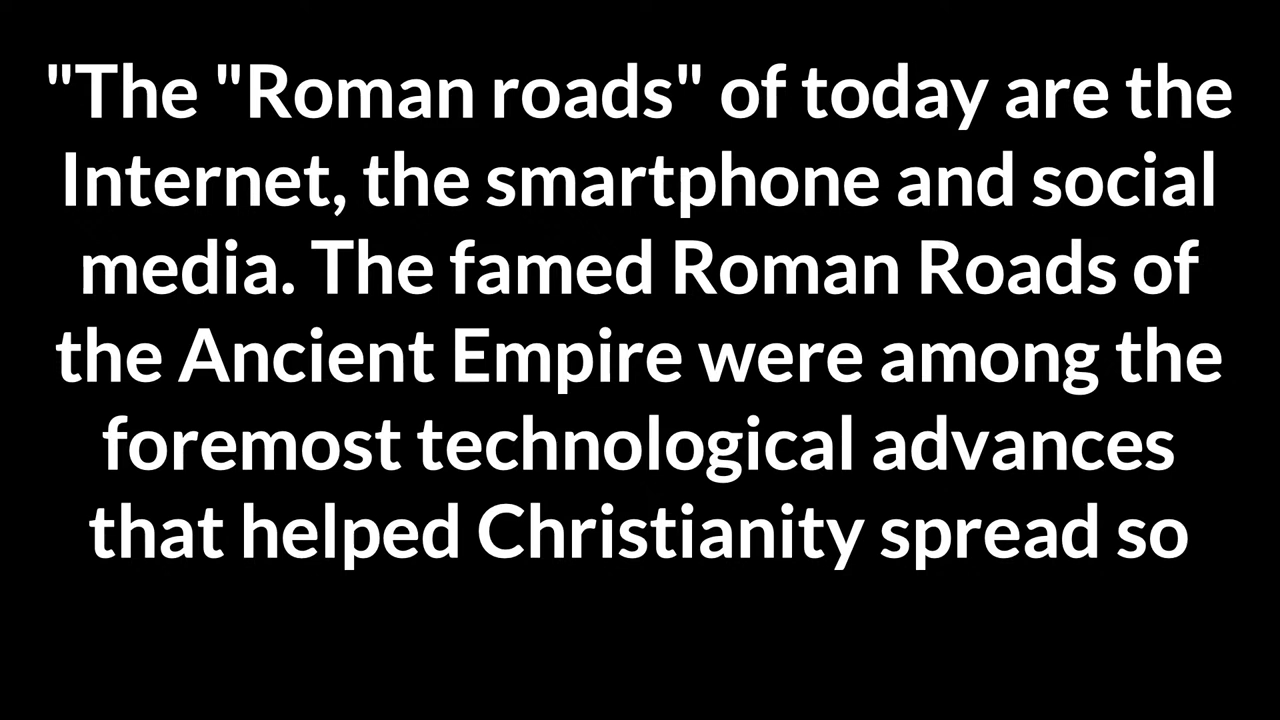 "The "Roman roads" of today are the
Internet, the smartphone and social
media. The famed Roman Roads of
the Ancient Empire were among the
foremost technological advances
that helped Christianity spread so